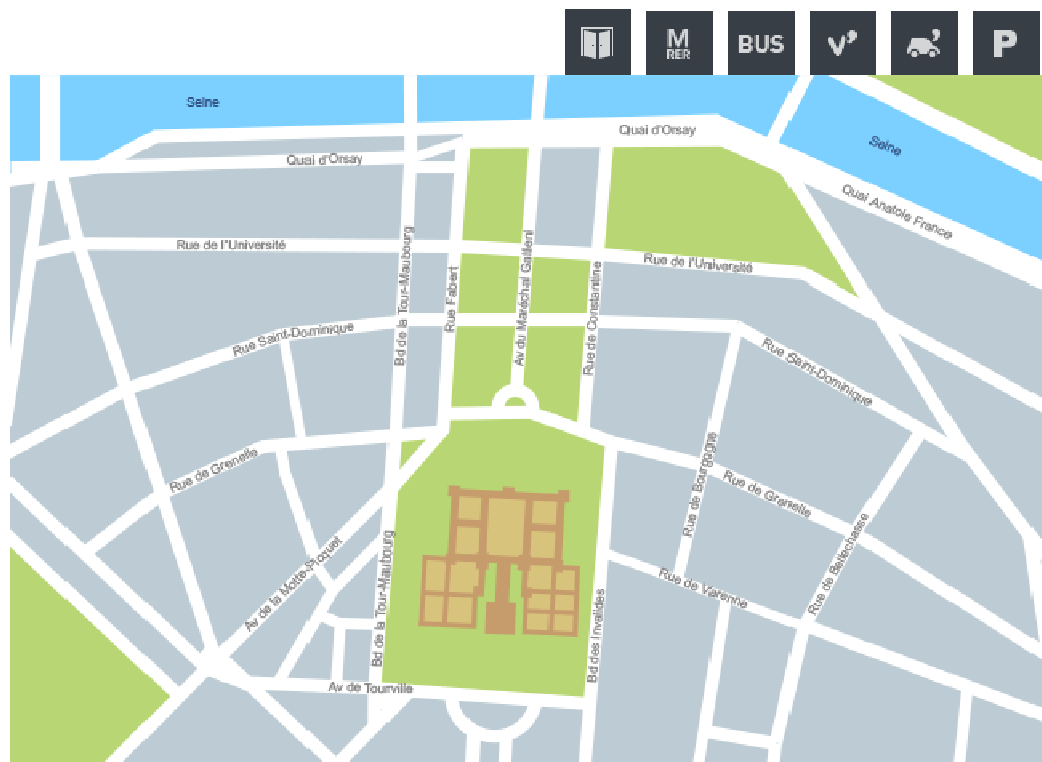 M
RER
BUS
V
P
Seine
Quai d'Orsay
Seine
Quai d'Orsay
Quai Anatole France
Rue de l'Université
Rue de l'Université
Bd de la Tour-Maubourg
Rue Fabert
Av du Maréchal Gallieni
Rue de Constantine
Rue Saint-Dominique
Rue Saint-Dominique
Rue de Grenelle
Rue de Bourgogne
Rue de Grenelle
Rue de Bellechasse
Av de la Motte-Picquet
Bd de la Tour-Maubourg
Rue de Varenne
Bd des Invalides
Av de Tourville